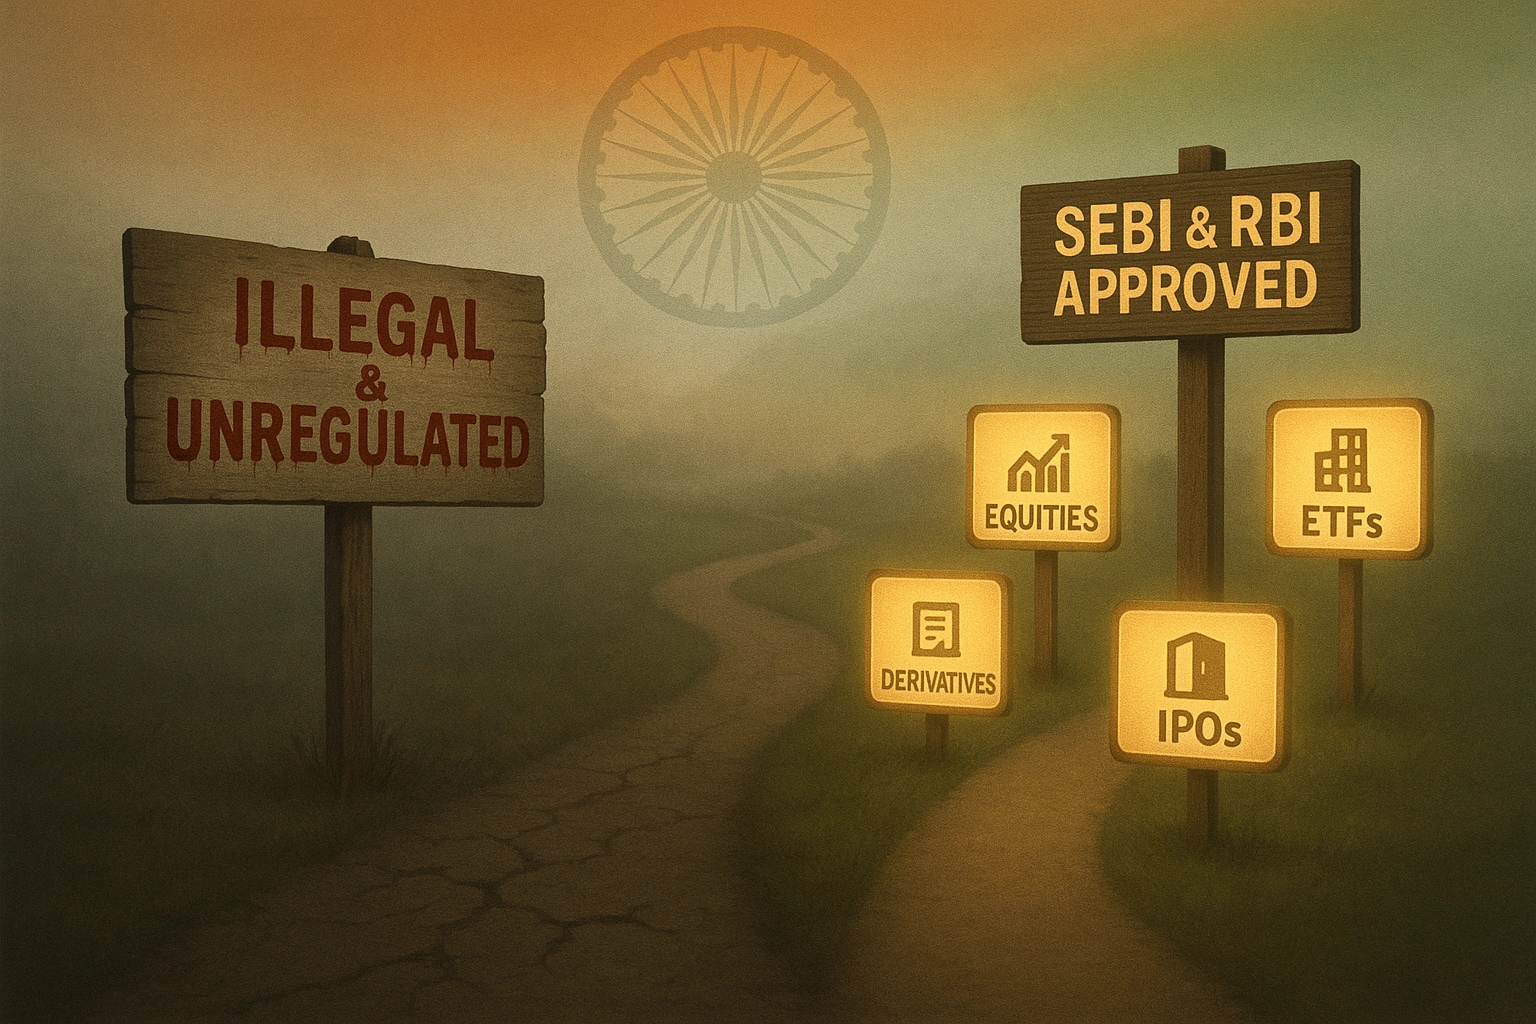 ILLEGAL
&
UNREGULATED
SEBI & RBI
APPROVED
EQUITIES
ETFs
DERIVATIVES
IPOs